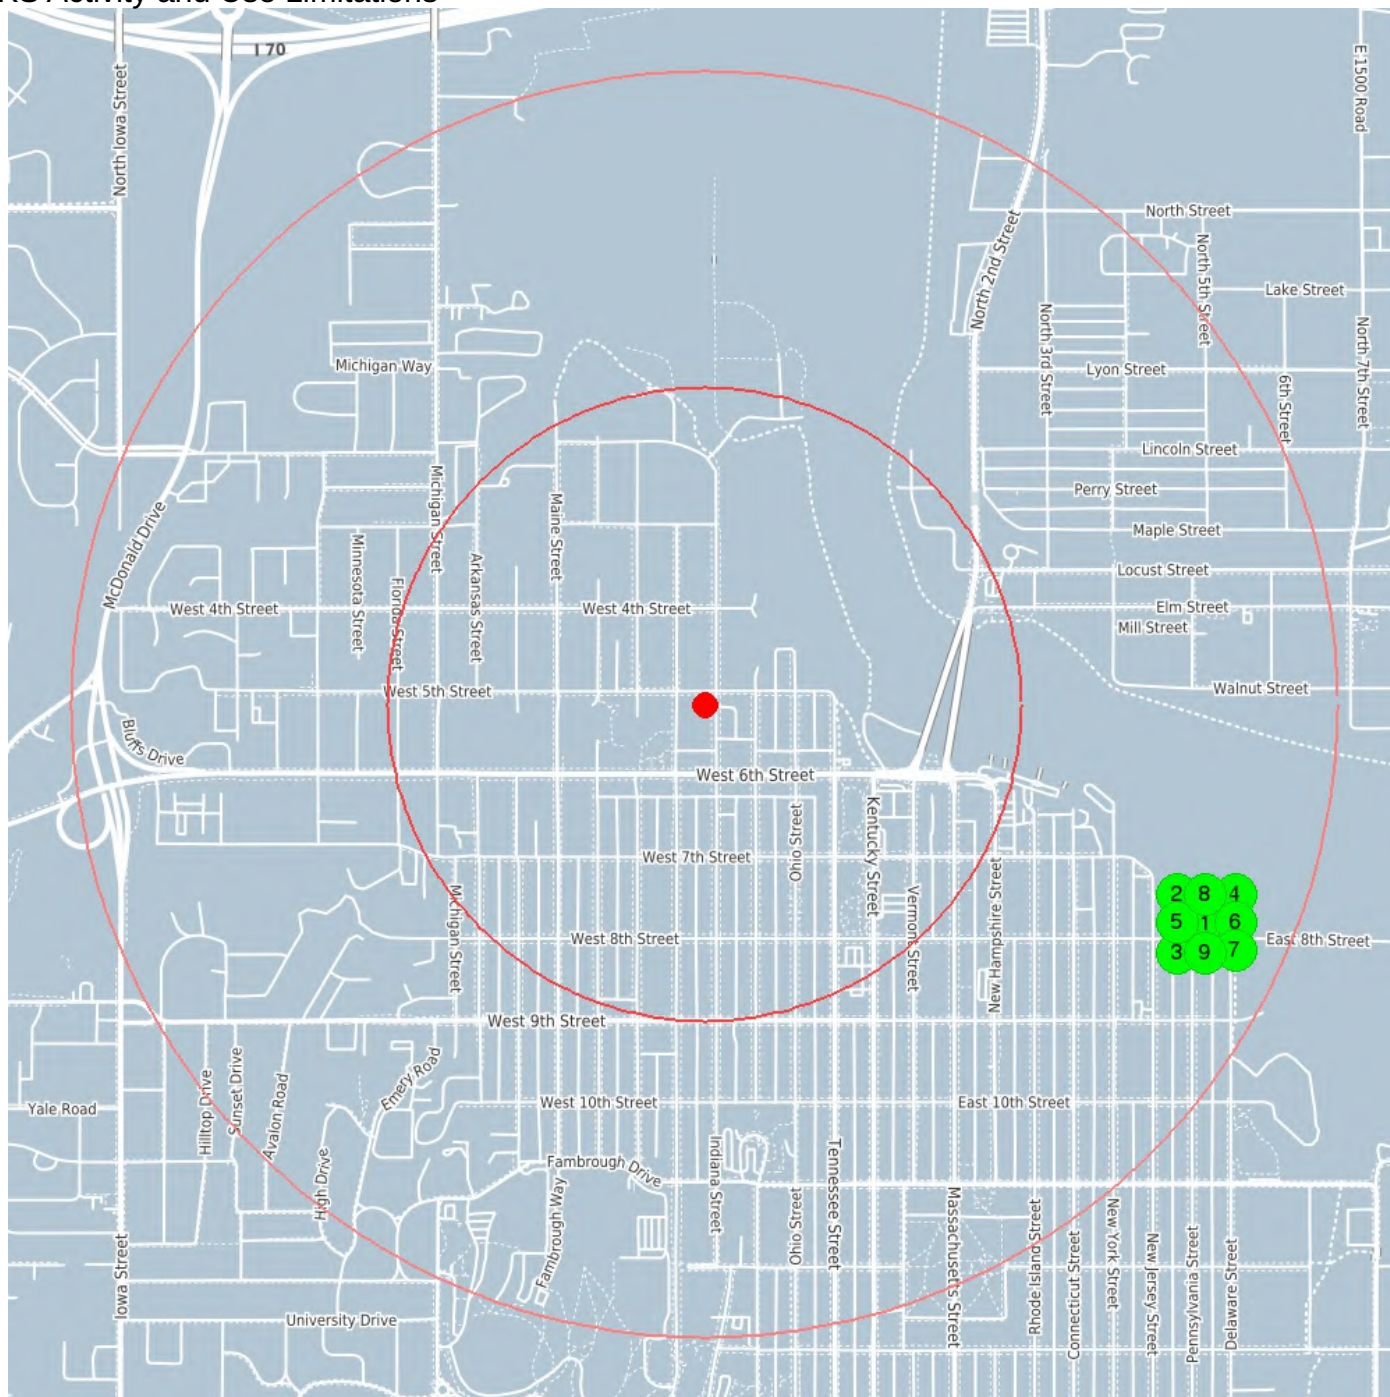 Activity and Use Limitations
I 70
North Iowa Street
E 1500 Road
North Street
North 2nd Street
North 5th Street
Lake Street
North 3rd Street
North 7th Street
Michigan Way
Lyon Street
6th Street
Lincoln Street
Michigan Street
Perry Street
Maine Street
McDonald Drive
Maple Street
Minnesota Street
Arkansas Street
Locust Street
Florida Street
West 4th Street
West 4th Street
Elm Street
Mill Street
West 5th Street
Walnut Street
Bluffs Drive
West 6th Street
Kentucky Street
Ohio Street
West 7th Street
New Hampshire Street
Michigan Street
Vermont Street
2 8 4
5 1 6
3 9 7
West 8th Street
East 8th Street
West 9th Street
Emery Road
Hilltop Drive
Sunset Drive
Avalon Road
Yale Road
West 10th Street
East 10th Street
High Drive
Fambrough Drive
Indiana Street
Tennessee Street
Fambrough Way
Ohio Street
Massachusetts Street
Rhode Island Street
Connecticut Street
New York Street
New Jersey Street
Pennsylvania Street
Delaware Street
Iowa Street
University Drive